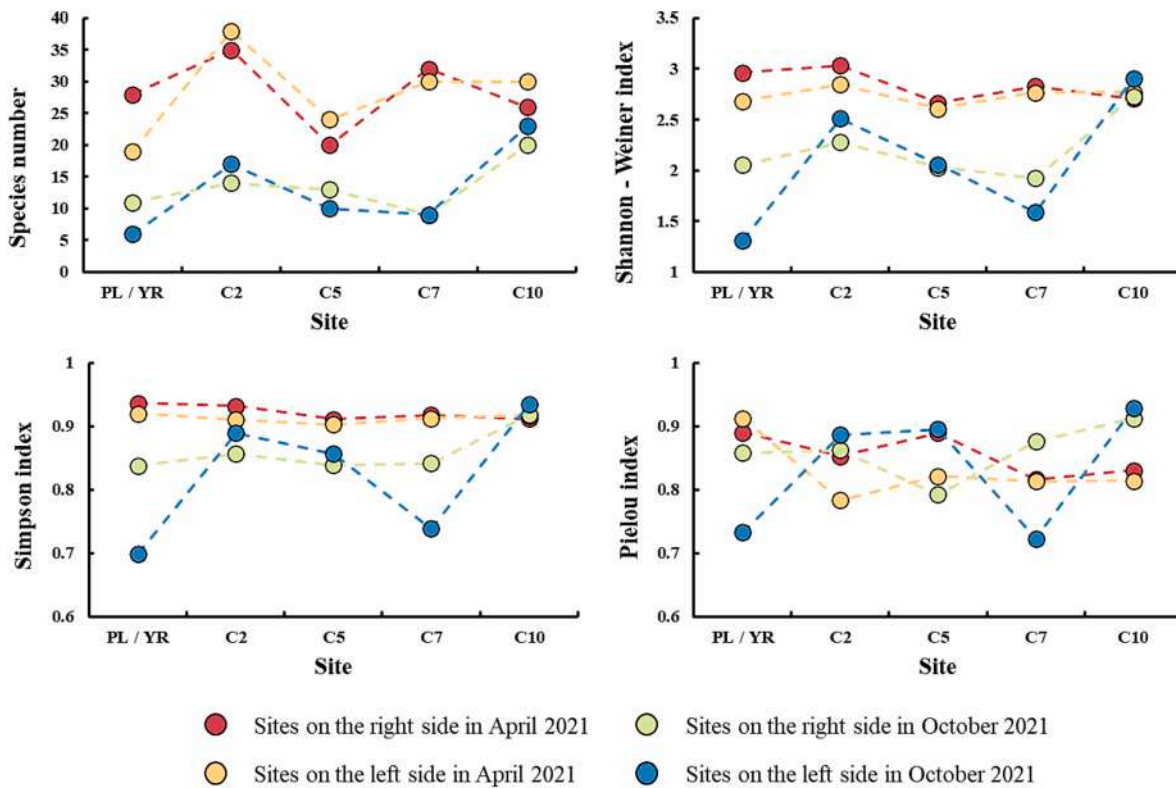 Species number
40
35
30
25
20
15
10
5
0
PL / YR C2 C5 C7 C10
Site
Shannon - Weiner index
3.5
3
2.5
2
1.5
1
PL / YR C2 C5 C7 C10
Site
Simpson index
1
0.9
0.8
0.7
0.6
PL / YR C2 C5 C7 C10
Site
Pielou index
1
0.9
0.8
0.7
0.6
PL / YR C2 C5 C7 C10
Site
Sites on the right side in April 2021
Sites on the right side in October 2021
Sites on the left side in April 2021
Sites on the left side in October 2021